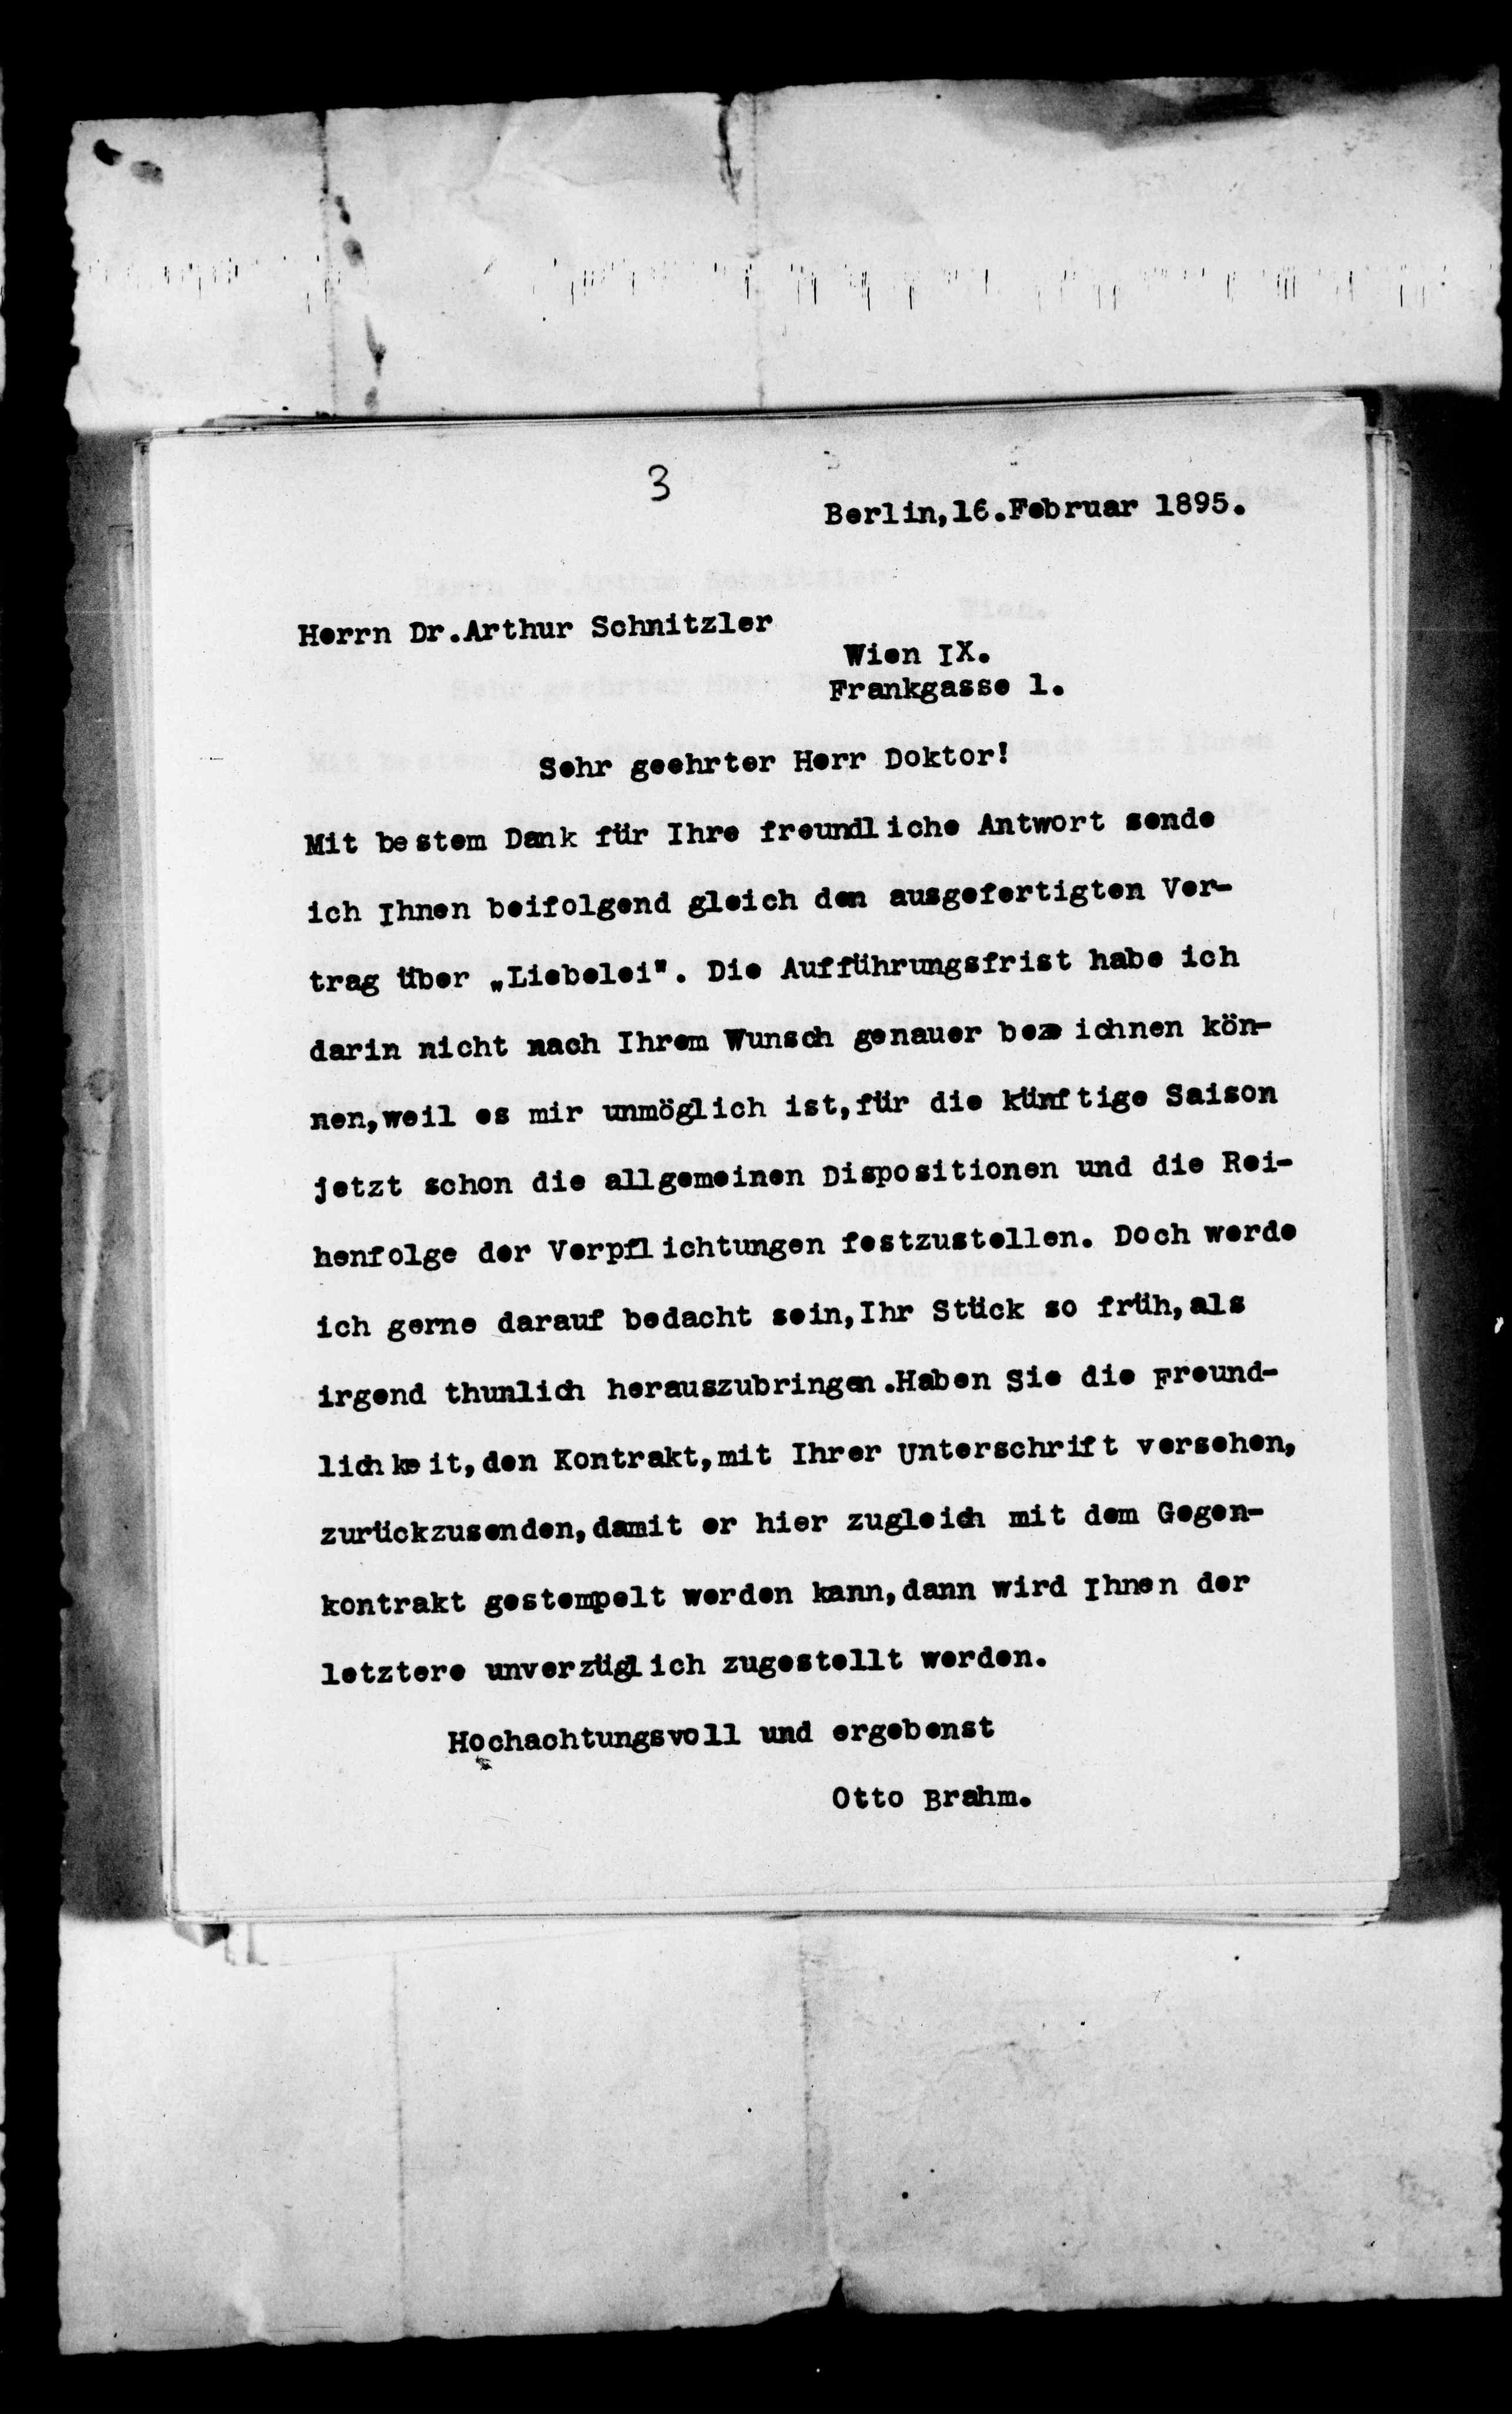 3
Berlin, 16. Februar 1895.
Herrn Dr. Arthur Schnitzler
Wien IX.
Frankgasse 1.
Sehr geehrter Herr Doktor!
Mit bestem Dank für Ihre freundliche Antwort sende
ich Ihnen beifolgend gleich den ausgefertigten Ver-
trag über „Liebelei". Die Aufführungsfrist habe ich
darin nicht nach Ihrem Wunsch genauer bezeichnen kön-
nen, weil es mir unmöglich ist, für die künftige Saison
jetzt schon die allgemeinen Dispositionen und die Rei-
henfolge der Verpflichtungen festzustellen. Doch werde
ich gerne darauf bedacht sein, Ihr Stück so früh, als
irgend thunlich herauszubringen. Haben Sie die Freund-
lichkeit, den Kontrakt, mit Ihrer Unterschrift versehen,
zurückzusenden, damit er hier zugleich mit dem Gegen-
kontrakt gestempelt werden kann, dann wird Ihnen der
letztere unverzüglich zugestellt werden.
Hochachtungsvoll und ergebenst
Otto Brahm.